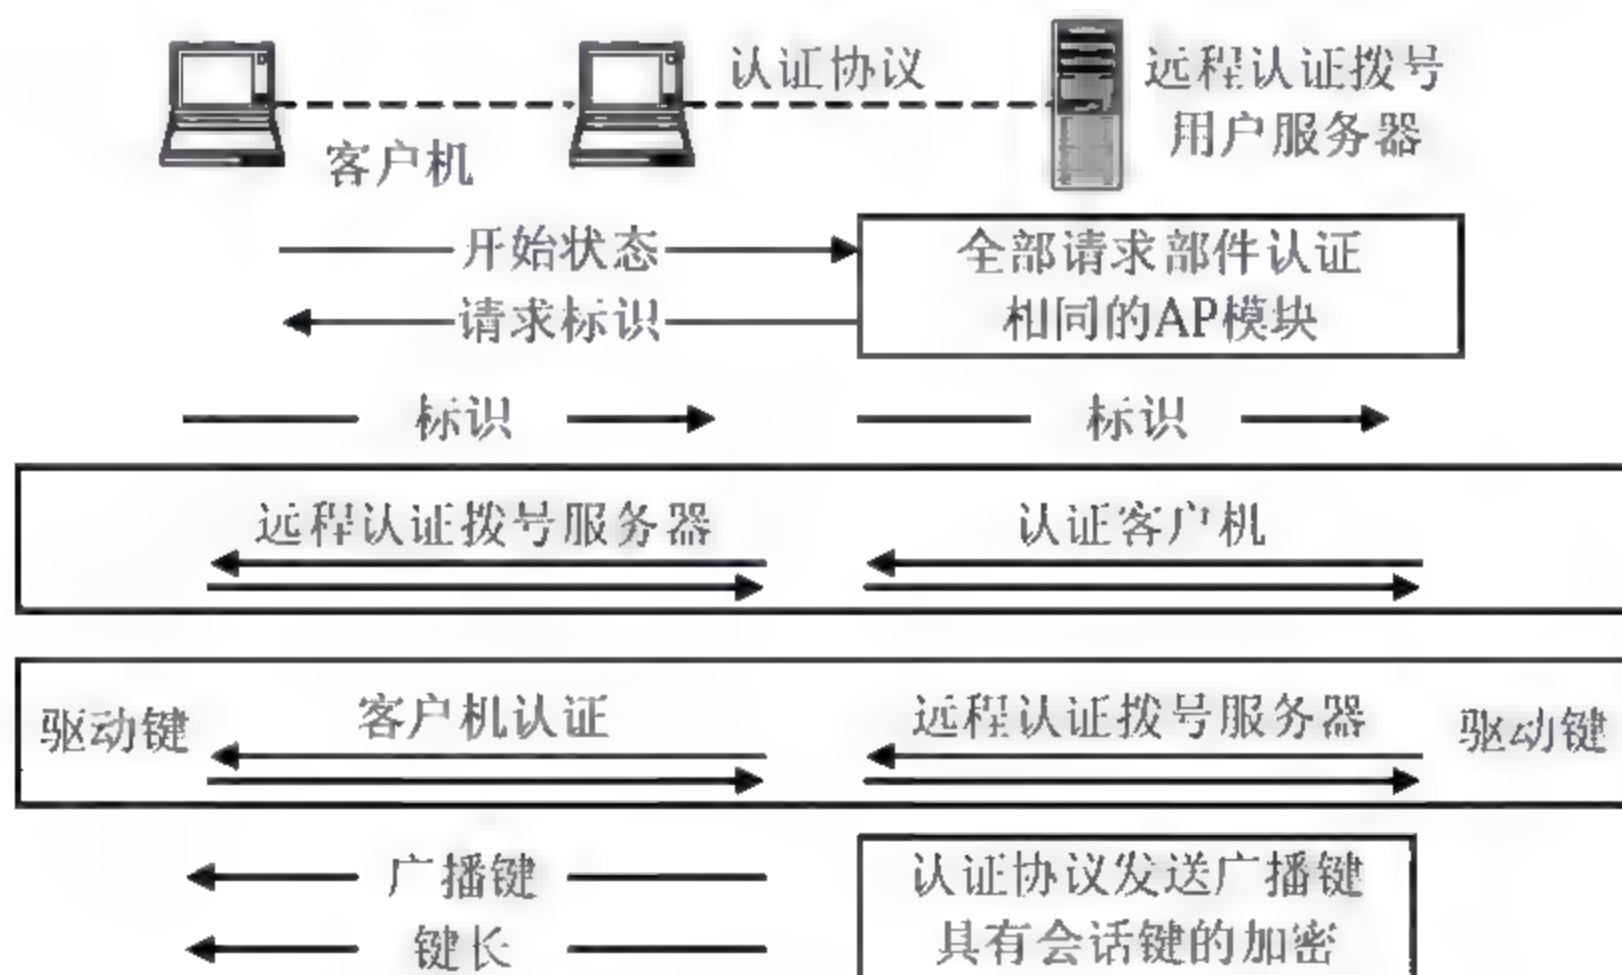 认证协议
远程认证拨号
用户服务器
客户机
开始状态
请求标识
全部请求部件认证
相同的AP模块
标识
标识
远程认证拨号服务器
认证客户机
驱动键
客户机认证
远程认证拨号服务器
驱动键
广播键
键长
认证协议发送广播键
具有会话键的加密